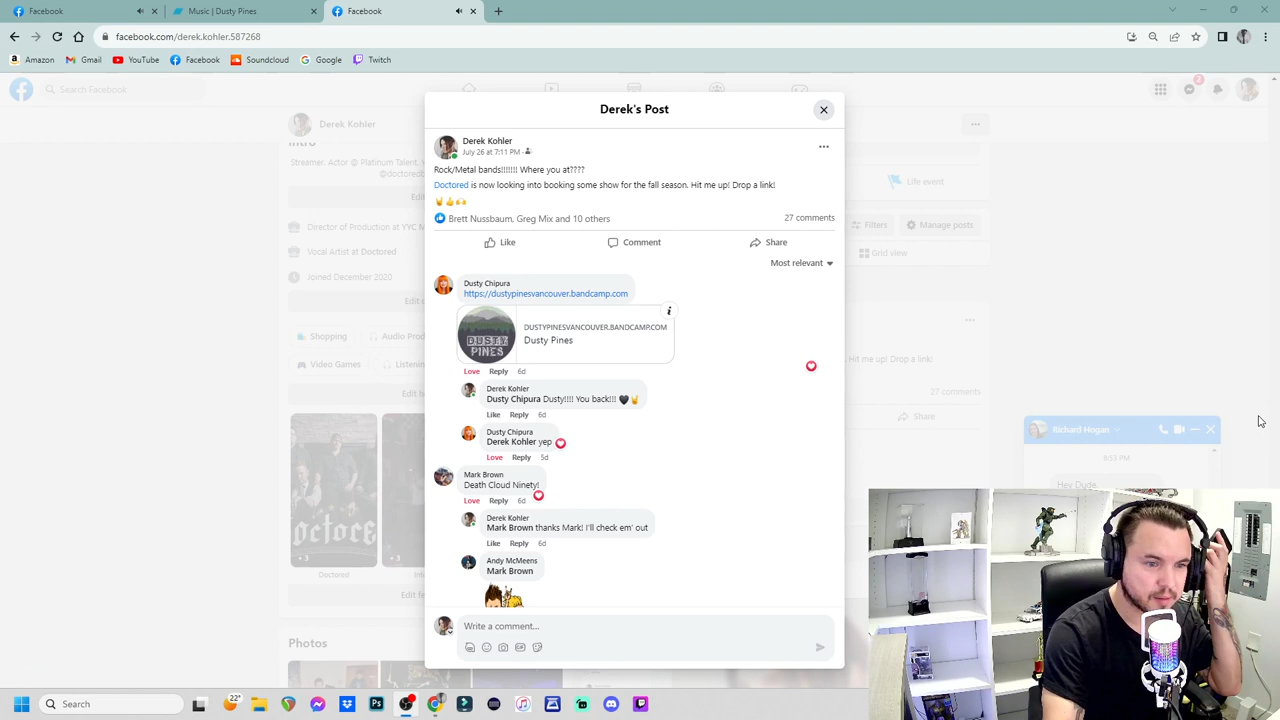 Facebook
Music | Dusty Pines
Facebook
facebook.com/derek.kohler.587268
Amazon
Gmail
YouTube
Facebook
Soundcloud
Google
Twitch
Search Facebook
2
Derek Kohler
Intro
Streamer. Actor @ Platinum Talent.
@doctored
Director of Production at YYC
Vocal Artist at Doctored
Joined December 2020
Shopping
Audio Prod
Video Games
Listenin
+ 3
+ 3
Doctored
Photos
Derek's Post
Derek Kohler
July 26 at 7:11 PM ·
Rock/Metal bands!!!!!!! Where you at????
Doctored is now looking into booking some show for the fall season. Hit me up! Drop a link!
🤘👍🙌
Brett Nussbaum, Greg Mix and 10 others
27 comments
Like
Comment
Share
Most relevant
Dusty Chipura
https://dustypinesvancouver.bandcamp.com
DUSTY PINES
DUSTYPINESVANCOUVER.BANDCAMP.COM
Dusty Pines
Love Reply 6d
Derek Kohler
Dusty Chipura Dusty!!!! You back!!! 🖤🤘
Like Reply 6d
Dusty Chipura
Derek Kohler yep
Love Reply 5d
Mark Brown
Death Cloud Ninety!
Love Reply 6d
Derek Kohler
Mark Brown thanks Mark! I'll check em' out
Like Reply 6d
Andy McMeens
Mark Brown
Write a comment...
Life event
Filters
Manage posts
Grid view
Hit me up! Drop a link!
27 comments
Share
Richard Hogan
9:53 PM
Hey Dude,
Search
22°